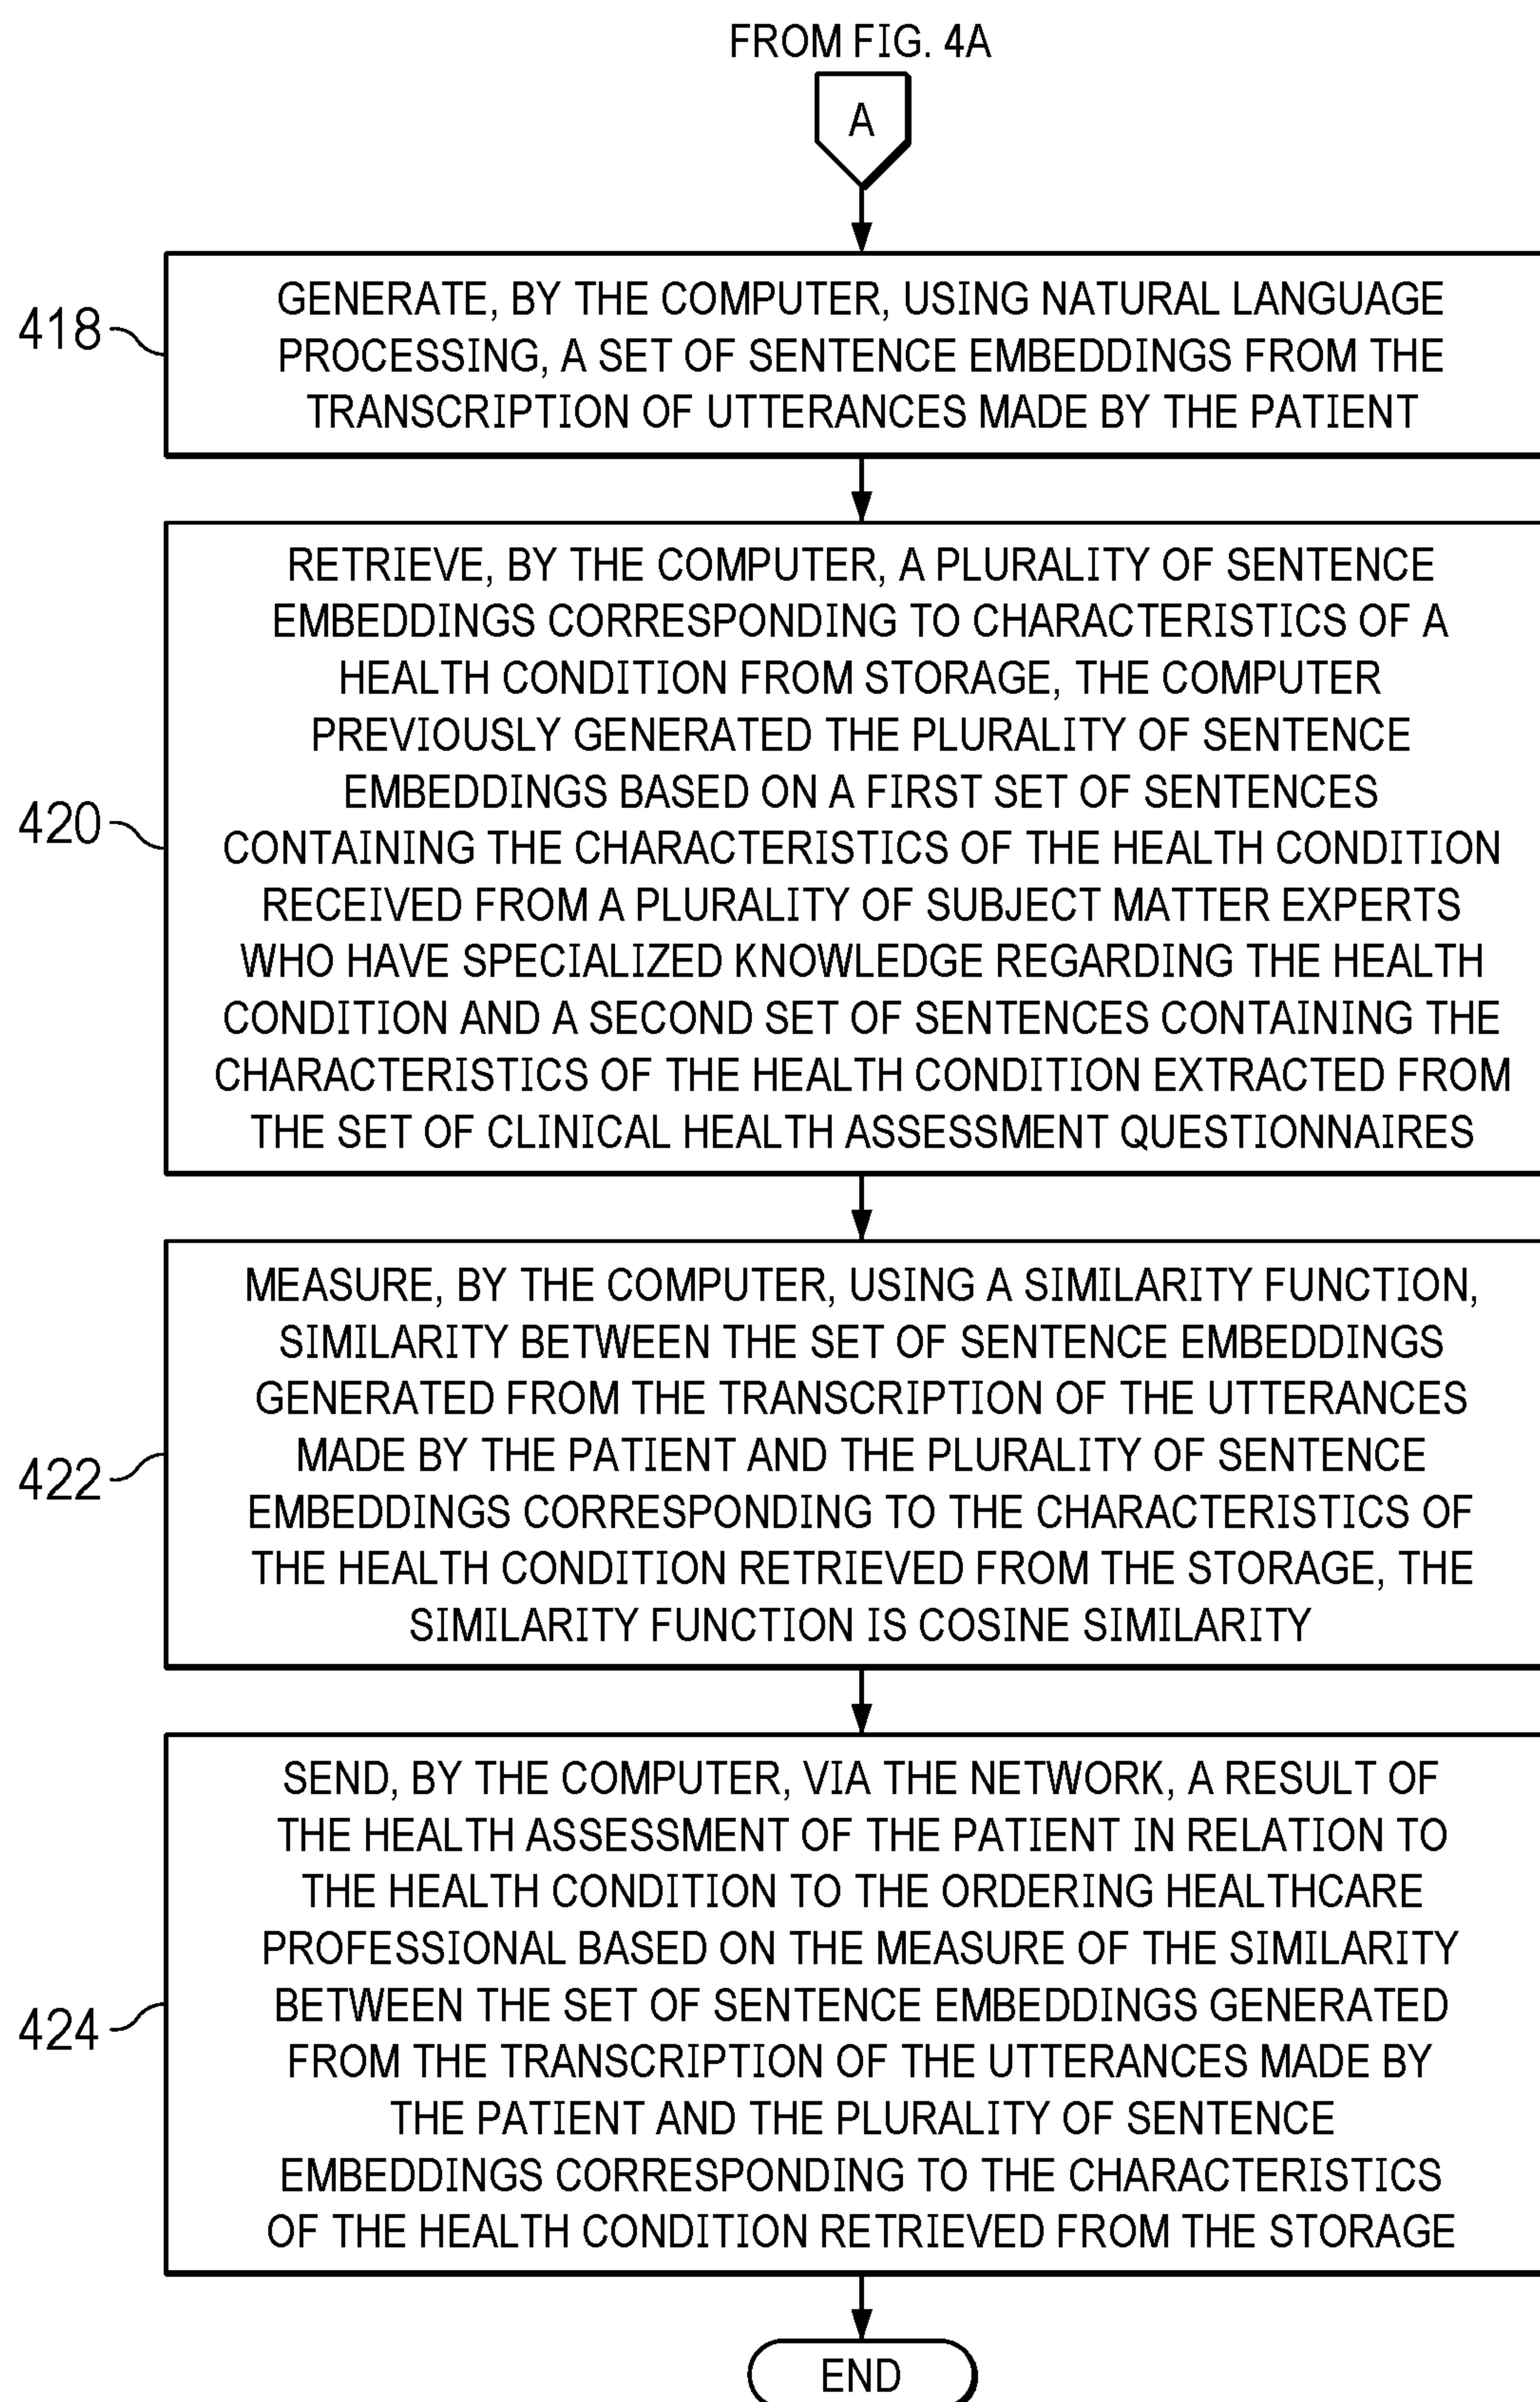 FROM FIG. 4A
A
418
GENERATE, BY THE COMPUTER, USING NATURAL LANGUAGE
PROCESSING, A SET OF SENTENCE EMBEDDINGS FROM THE
TRANSCRIPTION OF UTTERANCES MADE BY THE PATIENT
420
RETRIEVE, BY THE COMPUTER, A PLURALITY OF SENTENCE
EMBEDDINGS CORRESPONDING TO CHARACTERISTICS OF A
HEALTH CONDITION FROM STORAGE, THE COMPUTER
PREVIOUSLY GENERATED THE PLURALITY OF SENTENCE
EMBEDDINGS BASED ON A FIRST SET OF SENTENCES
CONTAINING THE CHARACTERISTICS OF THE HEALTH CONDITION
RECEIVED FROM A PLURALITY OF SUBJECT MATTER EXPERTS
WHO HAVE SPECIALIZED KNOWLEDGE REGARDING THE HEALTH
CONDITION AND A SECOND SET OF SENTENCES CONTAINING THE
CHARACTERISTICS OF THE HEALTH CONDITION EXTRACTED FROM
THE SET OF CLINICAL HEALTH ASSESSMENT QUESTIONNAIRES
422
MEASURE, BY THE COMPUTER, USING A SIMILARITY FUNCTION,
SIMILARITY BETWEEN THE SET OF SENTENCE EMBEDDINGS
GENERATED FROM THE TRANSCRIPTION OF THE UTTERANCES
MADE BY THE PATIENT AND THE PLURALITY OF SENTENCE
EMBEDDINGS CORRESPONDING TO THE CHARACTERISTICS OF
THE HEALTH CONDITION RETRIEVED FROM THE STORAGE, THE
SIMILARITY FUNCTION IS COSINE SIMILARITY
424
SEND, BY THE COMPUTER, VIA THE NETWORK, A RESULT OF
THE HEALTH ASSESSMENT OF THE PATIENT IN RELATION TO
THE HEALTH CONDITION TO THE ORDERING HEALTHCARE
PROFESSIONAL BASED ON THE MEASURE OF THE SIMILARITY
BETWEEN THE SET OF SENTENCE EMBEDDINGS GENERATED
FROM THE TRANSCRIPTION OF THE UTTERANCES MADE BY
THE PATIENT AND THE PLURALITY OF SENTENCE
EMBEDDINGS CORRESPONDING TO THE CHARACTERISTICS
OF THE HEALTH CONDITION RETRIEVED FROM THE STORAGE
END